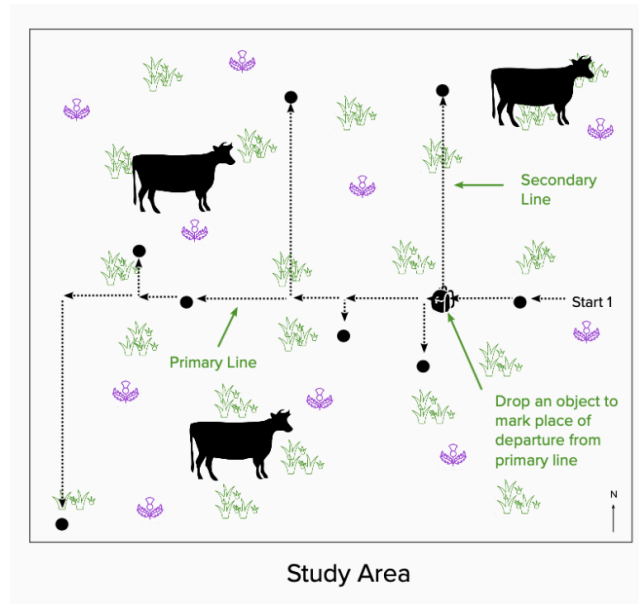 Secondary
Line
Start 1
Primary Line
Drop an object to
mark place of
departure from
primary line
N
Study Area